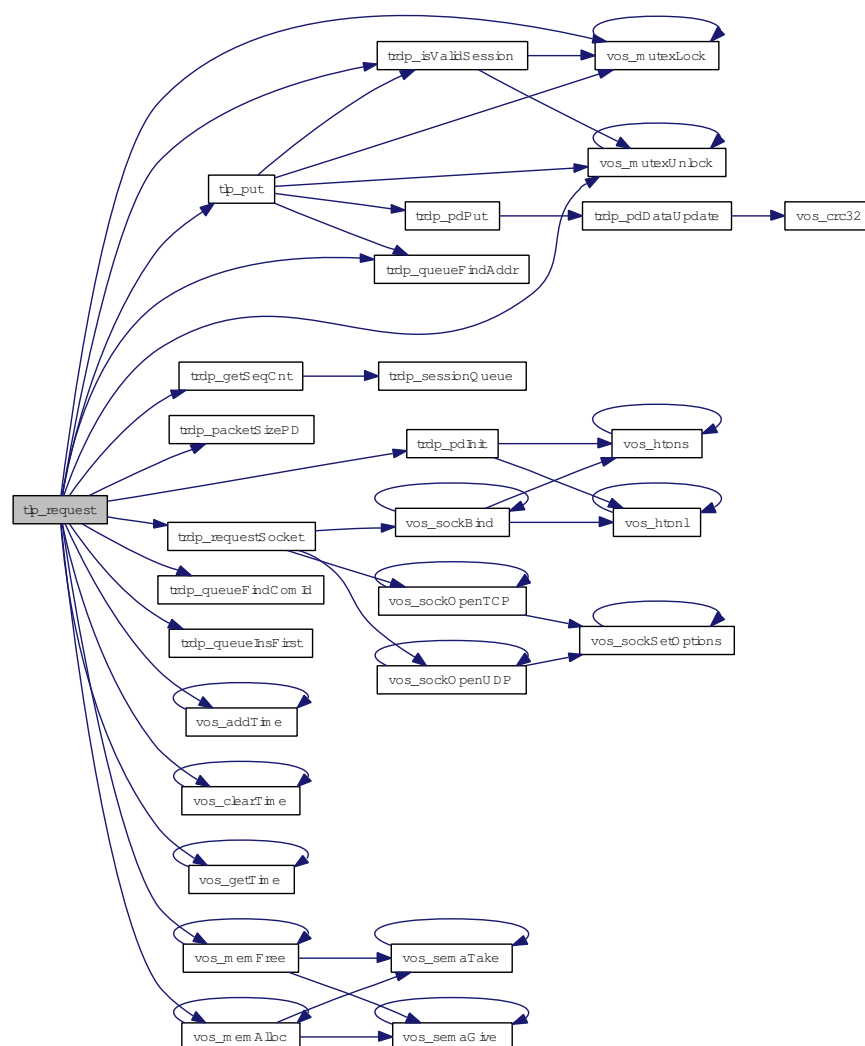 trdp_isValidSession
vos_mutexLock
vos_mutexUnlock
tlp_put
trdp_pdPut
trdp_pdDataUpdate
vos_crc32
trdp_queueFindAddr
trdp_getSeqCnt
trdp_sessionQueue
trdp_packetSizePD
trdp_pdInit
vos_htons
tlp_request
trdp_requestSocket
vos_sockBind
vos_htonl
trdp_queueFindComId
vos_sockOpenTCP
trdp_queueInsFirst
vos_sockSetOptions
vos_sockOpenUDP
vos_addTime
vos_clearTime
vos_getTime
vos_memFree
vos_semaTake
vos_memAlloc
vos_semaGive